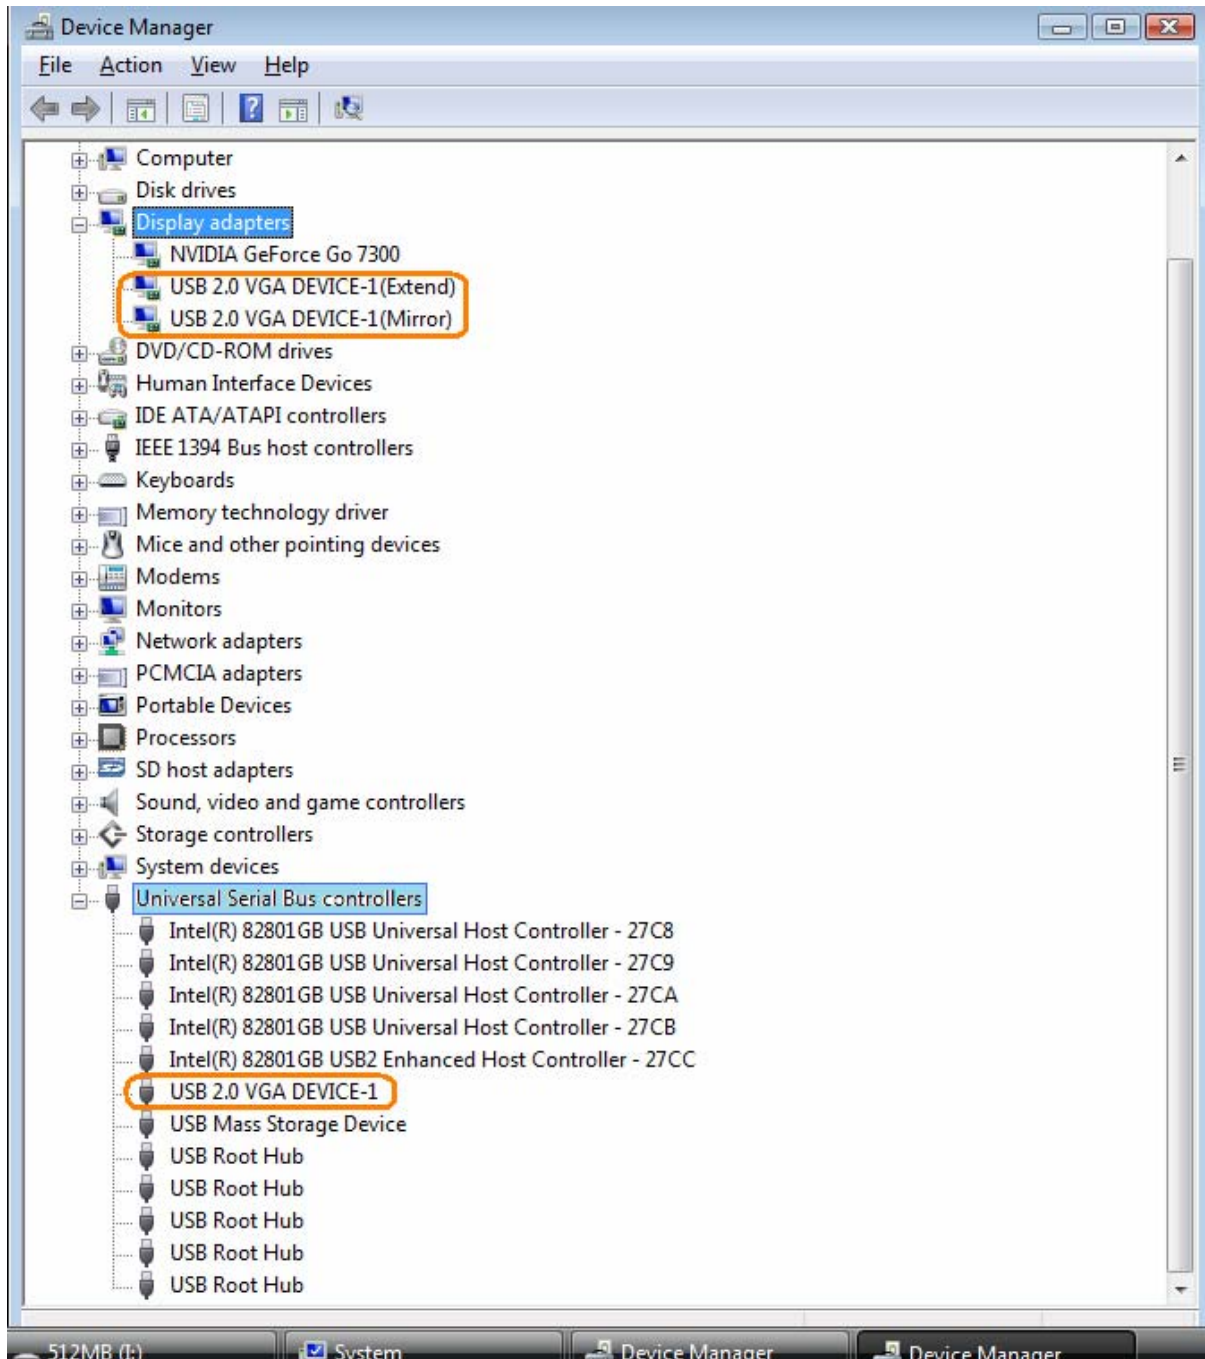 Device Manager
File Action View Help
Computer
Disk drives
Display adapters
NVIDIA GeForce Go 7300
USB 2.0 VGA DEVICE-1(Extend)
USB 2.0 VGA DEVICE-1(Mirror)
DVD/CD-ROM drives
Human Interface Devices
IDE ATA/ATAPI controllers
IEEE 1394 Bus host controllers
Keyboards
Memory technology driver
Mice and other pointing devices
Modems
Monitors
Network adapters
PCMCIA adapters
Portable Devices
Processors
SD host adapters
Sound, video and game controllers
Storage controllers
System devices
Universal Serial Bus controllers
Intel(R) 82801GB USB Universal Host Controller - 27C8
Intel(R) 82801GB USB Universal Host Controller - 27C9
Intel(R) 82801GB USB Universal Host Controller - 27CA
Intel(R) 82801GB USB Universal Host Controller - 27CB
Intel(R) 82801GB USB2 Enhanced Host Controller - 27CC
USB 2.0 VGA DEVICE-1
USB Mass Storage Device
USB Root Hub
USB Root Hub
USB Root Hub
USB Root Hub
USB Root Hub
512MB (I:) System Device Manager Device Manager